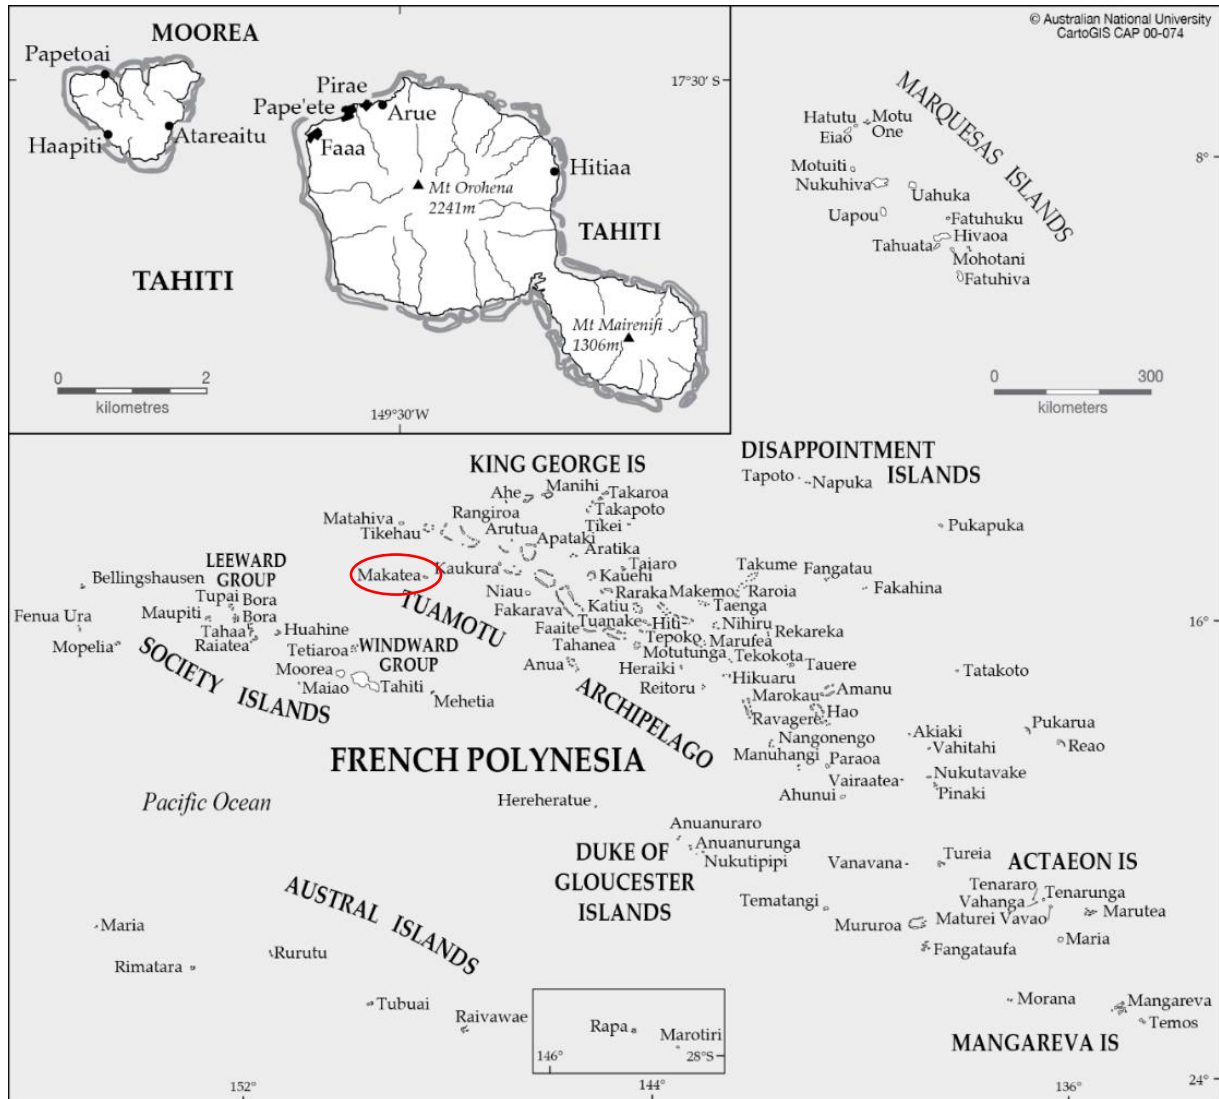 © Australian National University
CartoGIS CAP 00-074
MOOREA
Papetoai
Haapiti
Atareaitu
Pirae
Pape'ete
Arue
Faaa
Hitiaa
Mt Orohena
2241m
TAHITI
TAHITI
Mt Mairenifi
1306m
0 2
kilometres
17°30' S
149°30'W
MARQUESAS ISLANDS
Hatutu
Motu
One
Eiao
Motuiti
Nukuhiva
Uahuka
Uapou
Fatuhuku
Hivaoa
Tahuata
Mohotani
Fatuhiva
8°
0 300
kilometers
KING GEORGE IS
DISAPPOINTMENT
ISLANDS
Tapoto
Napuka
Ahe
Manihi
Takaroa
Takapoto
Tikei
Matahiva
Tikehau
Rangiroa
Arutua
Apataki
Aratika
Pukapuka
Makatea
Kaukura
Niau
Fakarava
Faaite
Tahanea
Anua
Kauehi
Taiaro
Raraka
Katiu
Tuanake
Hiti
Tepoko
Motutunga
Makemo
Takume
Raroia
Taenga
Nihiru
Marufea
Rekareka
Tekokota
Tauere
Fangatau
Fakahina
Heraiki
Reitoru
Hikuaru
Marokau
Ravagere
Amanu
Hao
Nangonengo
Manuhangi
Paraoa
Vairaatea
Ahunui
Akiaki
Vahitahi
Nukutavake
Pinaki
Pukarua
Reao
Tatakoto
16°
TUAMOTU
ARCHIPELAGO
LEEWARD
GROUP
Bellingshausen
Fenua Ura
Mopelia
Maupiti
Tupai
Bora
Bora
Tahaa
Raiatea
Huahine
SOCIETY ISLANDS
WINDWARD
GROUP
Tetiaroa
Moorea
Maiao
Tahiti
Mehetia
FRENCH POLYNESIA
Pacific Ocean
Hereheratue
Anuanuraro
Anuanurunga
Nukutipipi
DUKE OF
GLOUCESTER
ISLANDS
Vanavana
Tureia
Tematangi
Mururoa
Fangataufa
ACTAEON IS
Tenararo
Vahanga
Tenarunga
Maturei Vavao
Marutea
Maria
AUSTRAL ISLANDS
Maria
Rimatara
Rurutu
Tubuai
Raivawae
Rapa
Marotiri
146°
28°S
Morana
Mangareva
Temos
MANGAREVA IS
152°
144°
136°
24°